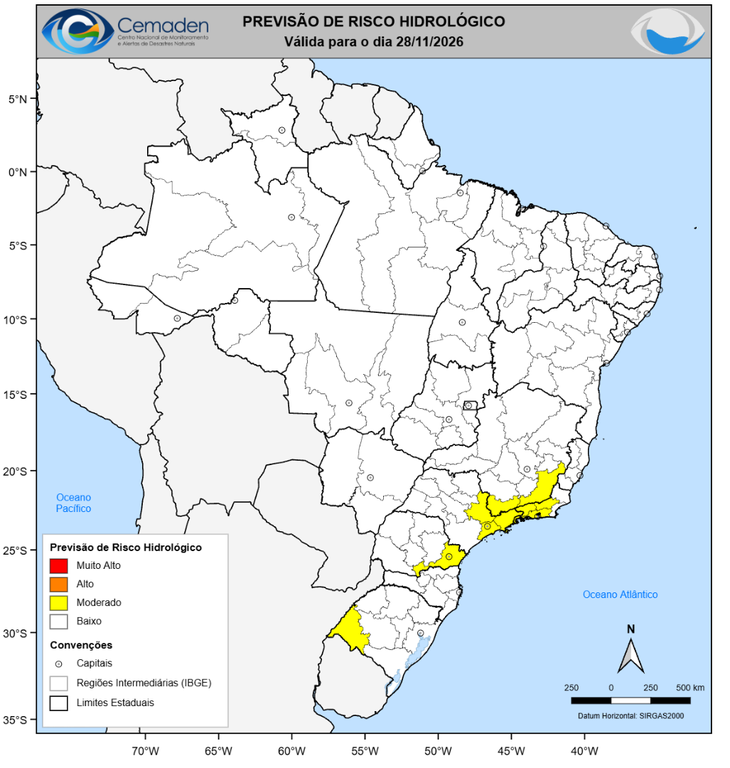 Cemaden
Centro Nacional de Monitoramento
e Alertas de Desastres Naturais
PREVISÃO DE RISCO HIDROLÓGICO
Válida para o dia 28/11/2026
5°N
0°N
5°S
10°S
15°S
20°S
25°S
30°S
35°S
Oceano
Pacífico
Oceano Atlântico
Previsão de Risco Hidrológico
Muito Alto
Alto
Moderado
Baixo
Convenções
Capitais
Regiões Intermediárias (IBGE)
Limites Estaduais
N
250 0 250 500 km
Datum Horizontal: SIRGAS2000
70°W 65°W 60°W 55°W 50°W 45°W 40°W